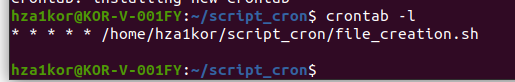 crontab: installing new crontab
hza1kor@KOR-V-001FY:~/script_cron$ crontab -l
* * * * * /home/hza1kor/script_cron/file_creation.sh
hza1kor@KOR-V-001FY:~/script_cron$